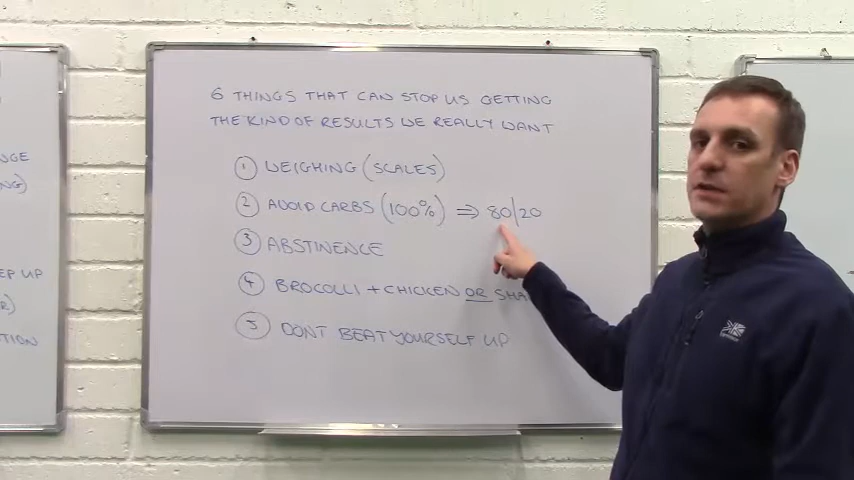 6 THINGS THAT CAN STOP US GETTING
THE KIND OF RESULTS WE REALLY WANT
1 WEIGHING (SCALES)
2 AVOID CARBS (100%) ⇒ 80/20
3 ABSTINENCE
4 BROCOLLI + CHICKEN OR
5 DONT BEAT YOURSELF UP